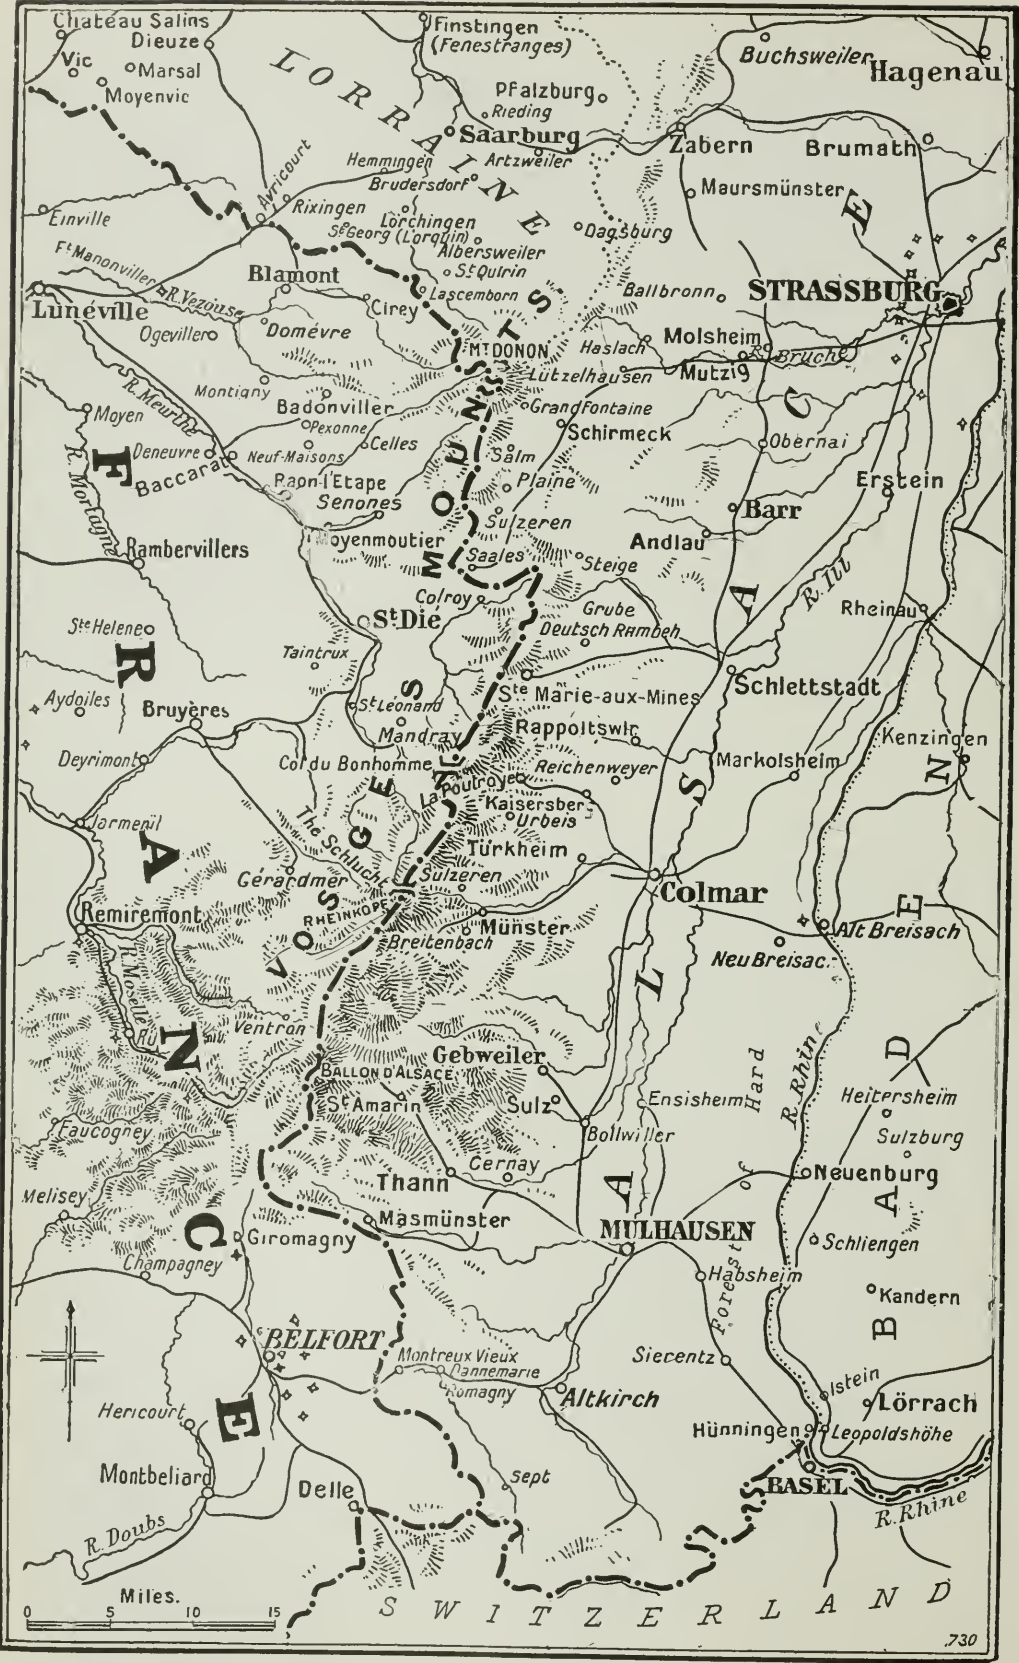 Chateau Salins
Dieuze
Vic
Marsal
Moyenvic
Finstingen
(Fenestranges)
LORRAINE
Buchsweiler
Hagenau
Pfalzburg
Rieding
Saarburg
Artzweiler
Zabern
Brumath
Hemmingen
Brudersdorf
Maursmünster
Avricourt
Rixingen
Lörchingen
St Georg (Lorquin)
Albersweiler
St Quirin
Dagsburg
Einville
Ft Manonviller
R. Vezouse
Blamont
Lascemborn
Cirey
Ballbronn
STRASSBURG
Lunéville
Ogeviller
Domévre
Mt DONON
Haslach
Molsheim
R. Bruche
Mutzig
Lützelhausen
Montigny
Badonviller
Grandfontaine
Schirmeck
Moyen
R. Meurthe
Pexonne
Celles
Obernai
Deneuvre
Baccarat
Neuf-Maisons
Salm
Plaine
Erstein
R. Mortagne
Raon-l'Etape
Senones
Sulzeren
Barr
Andlau
Rambervillers
Moyenmoutier
Saales
Steige
Colroy
R. Ill
Rheinau
Ste Helene
St. Dié
Grube
Deutsch Rambch
Taintrux
Ste Marie-aux-Mines
Schlettstadt
Aydoiles
Bruyères
St Léonard
Mandray
Rappoltswlr
Kenzingen
Deyrimont
Col du Bonhomme
La Poutroye
Reichenweyer
Markolsheim
Kaisersber
Urbeis
Jarmenil
The Schlucht
Türkheim
Gérardmer
Sulzeren
Colmar
Remiremont
RHEINKOPF
Breitenbach
Münster
Alt Breisach
Neu Breisac.
R. Moselle
Ru
Ventron
VOSGES MOUNTS
Gebweiler
BALLON D'ALSACE
St Amarin
Sulz
Ensisheim
Heitersheim
R. Rhine
Faucogney
Bollwiller
Sulzburg
Thann
Cernay
Neuenburg
Melisey
Masmünster
MULHAUSEN
Schliengen
Giromagny
Champagney
Habsheim
Kandern
Forest of Hard
BELFORT
Montreux Vieux
Dannemarie
Romagny
Sierentz
Istein
Altkirch
Lörrach
Hericourt
Hünningen
Leopoldshöhe
Montbeliard
Delle
Sept
BASEL
R. Rhine
R. Doubs
FRANCE
ALSACE
BADEN
SWITZERLAND
Miles.
0 5 10 15
730